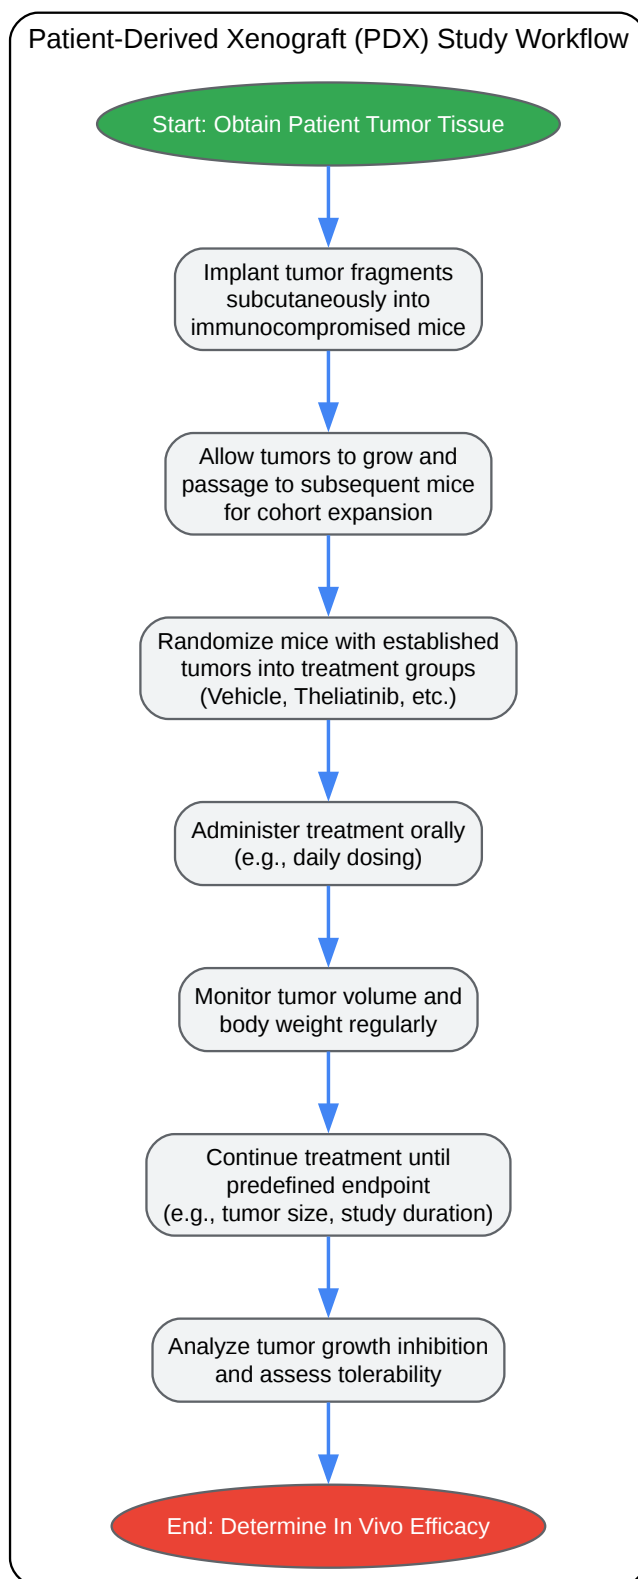 Patient-Derived Xenograft (PDX) Study Workflow
Start: Obtain Patient Tumor Tissue
Implant tumor fragments
subcutaneously into
immunocompromised mice
Allow tumors to grow and
passage to subsequent mice
for cohort expansion
Randomize mice with established
tumors into treatment groups
(Vehicle, Theliatinib, etc.)
Administer treatment orally
(e.g., daily dosing)
Monitor tumor volume and
body weight regularly
Continue treatment until
predefined endpoint
(e.g., tumor size, study duration)
Analyze tumor growth inhibition
and assess tolerability
End: Determine In Vivo Efficacy